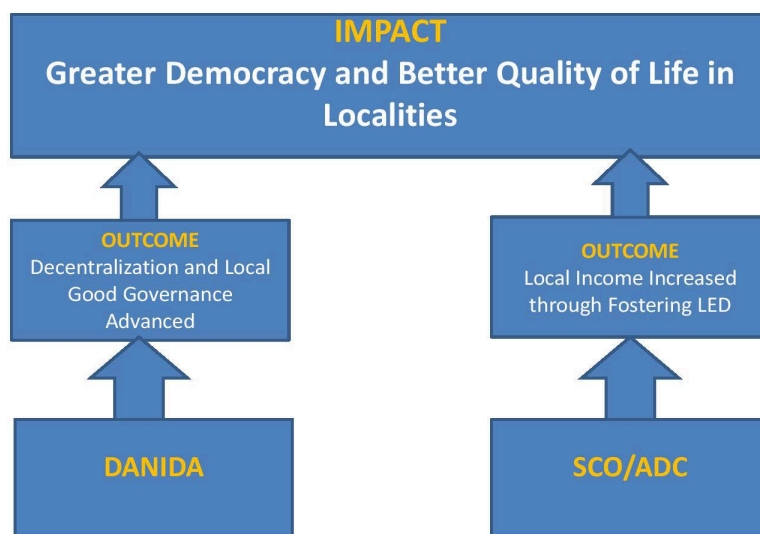 IMPACT
Greater Democracy and Better Quality of Life in
Localities
OUTCOME
Decentralization and Local
Good Governance
Advanced
OUTCOME
Local Income Increased
through Fostering LED
DANIDA
SCO/ADC